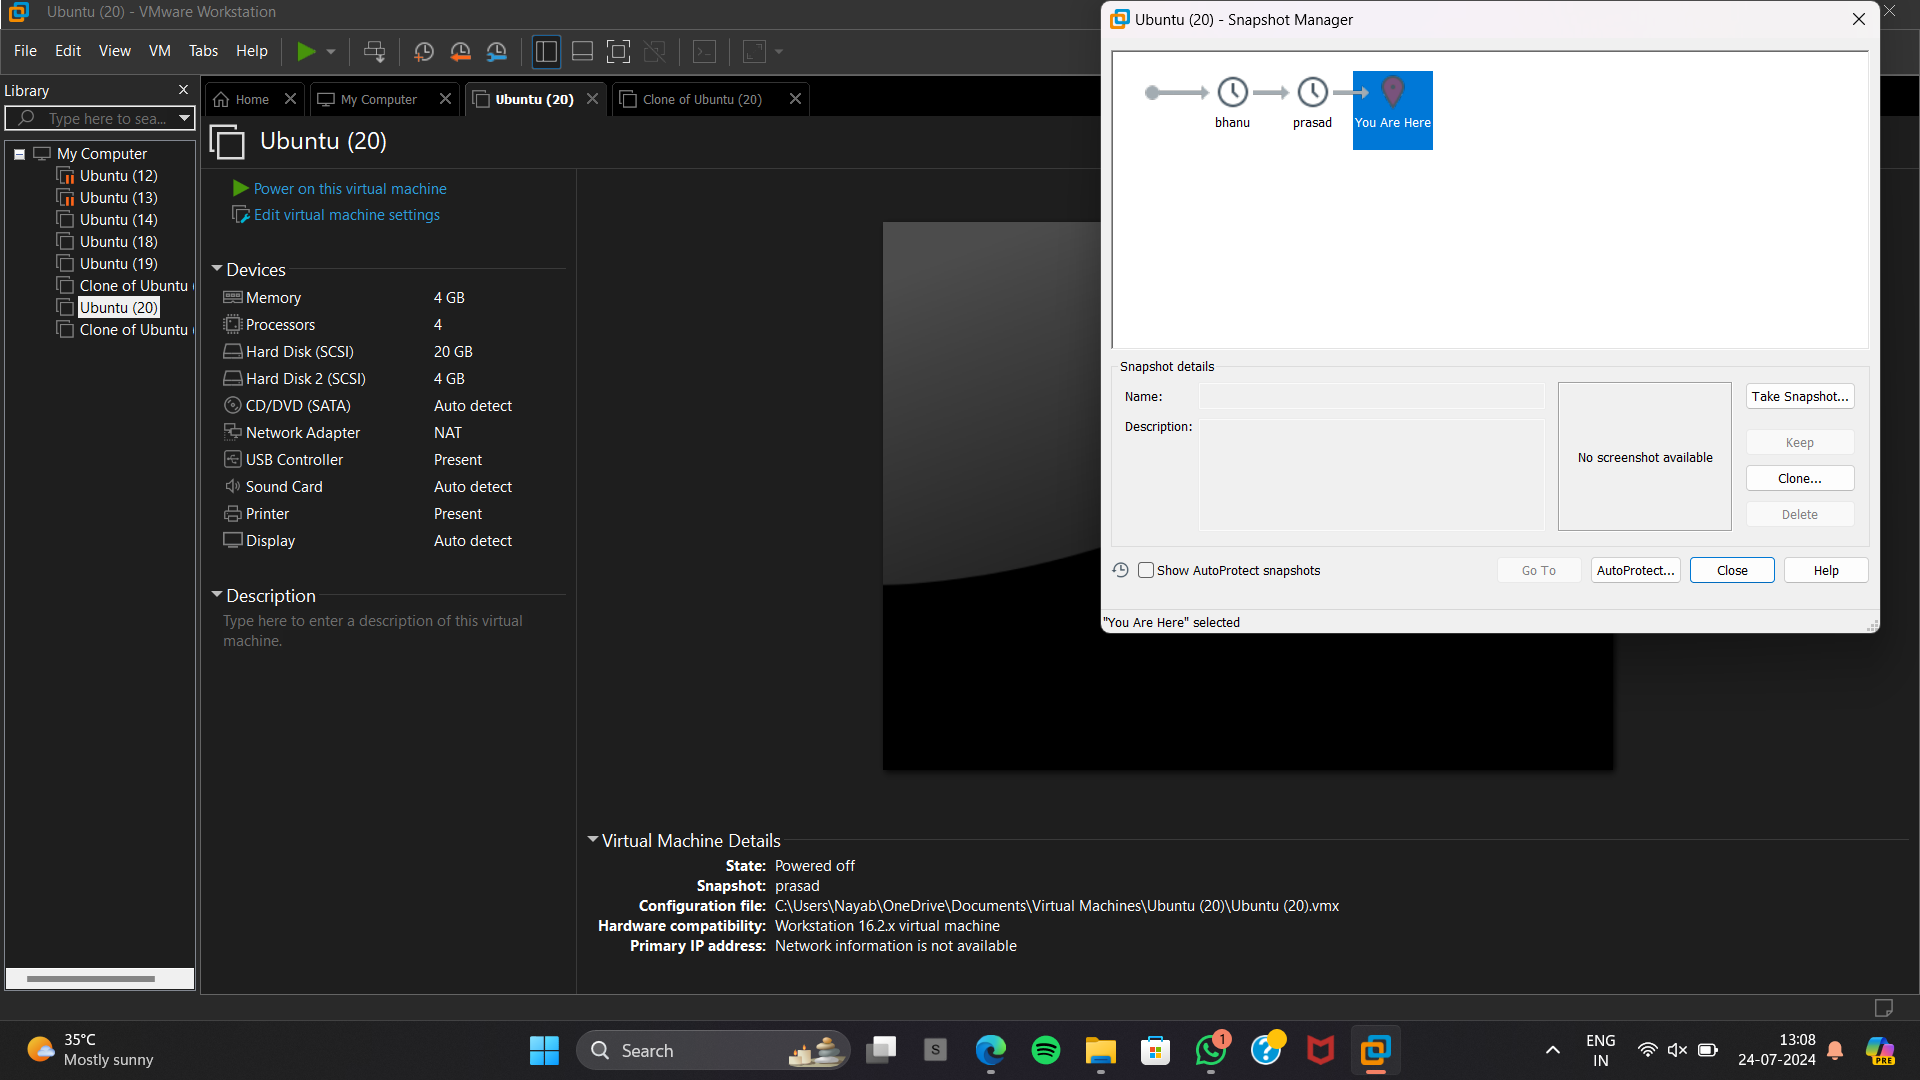 Ubuntu (20) - VMware Workstation
File Edit View VM Tabs Help
Library
Type here to sea...
My Computer
Ubuntu (12)
Ubuntu (13)
Ubuntu (14)
Ubuntu (18)
Ubuntu (19)
Clone of Ubuntu (
Ubuntu (20)
Clone of Ubuntu (
Home
My Computer
Ubuntu (20)
Clone of Ubuntu (20)
Ubuntu (20)
Power on this virtual machine
Edit virtual machine settings
Devices
Memory 4 GB
Processors 4
Hard Disk (SCSI) 20 GB
Hard Disk 2 (SCSI) 4 GB
CD/DVD (SATA) Auto detect
Network Adapter NAT
USB Controller Present
Sound Card Auto detect
Printer Present
Display Auto detect
Description
Type here to enter a description of this virtual
machine.
Virtual Machine Details
State: Powered off
Snapshot: prasad
Configuration file: C:\Users\Nayab\OneDrive\Documents\Virtual Machines\Ubuntu (20)\Ubuntu (20).vmx
Hardware compatibility: Workstation 16.2.x virtual machine
Primary IP address: Network information is not available
Ubuntu (20) - Snapshot Manager
bhanu prasad You Are Here
Snapshot details
Name:
Description:
No screenshot available
Take Snapshot...
Keep
Clone...
Delete
Show AutoProtect snapshots
Go To AutoProtect... Close Help
"You Are Here" selected
35°C
Mostly sunny
Search
S
1
ENG
IN
13:08
24-07-2024
PRE